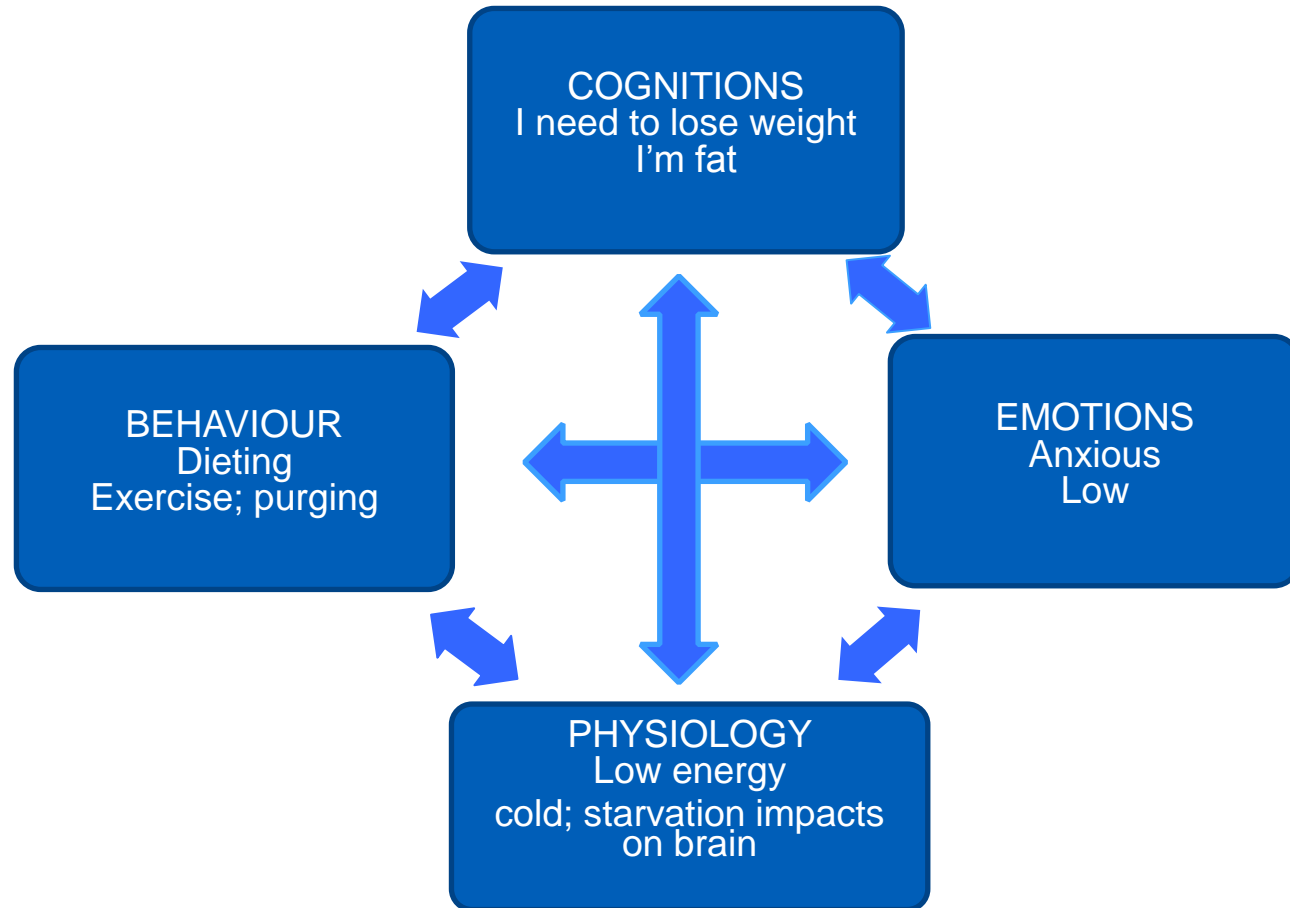 COGNITIONS
I need to lose weight
I’m fat
BEHAVIOUR
Dieting
Exercise; purging
EMOTIONS
Anxious
Low
PHYSIOLOGY
Low energy
cold; starvation impacts
on brain